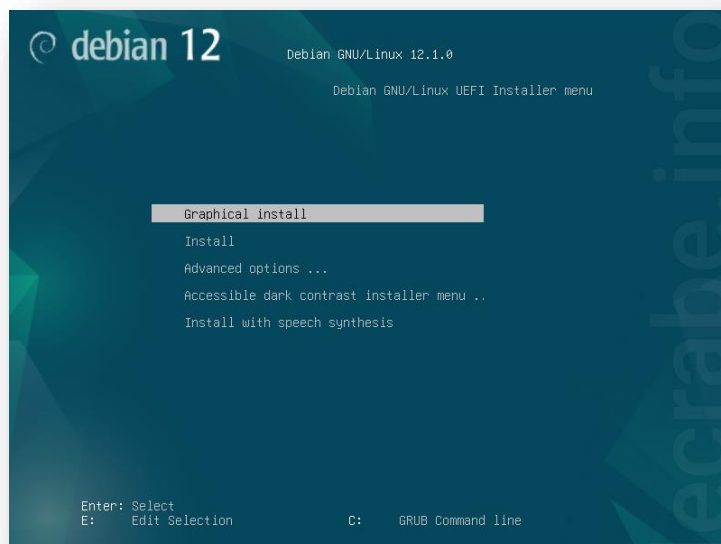 debian 12
Debian GNU/Linux 12.1.0
Debian GNU/Linux UEFI Installer menu
Graphical install
Install
Advanced options ...
Accessible dark contrast installer menu ..
Install with speech synthesis
Enter: Select
E: Edit Selection C: GRUB Command line
ecrabe.info